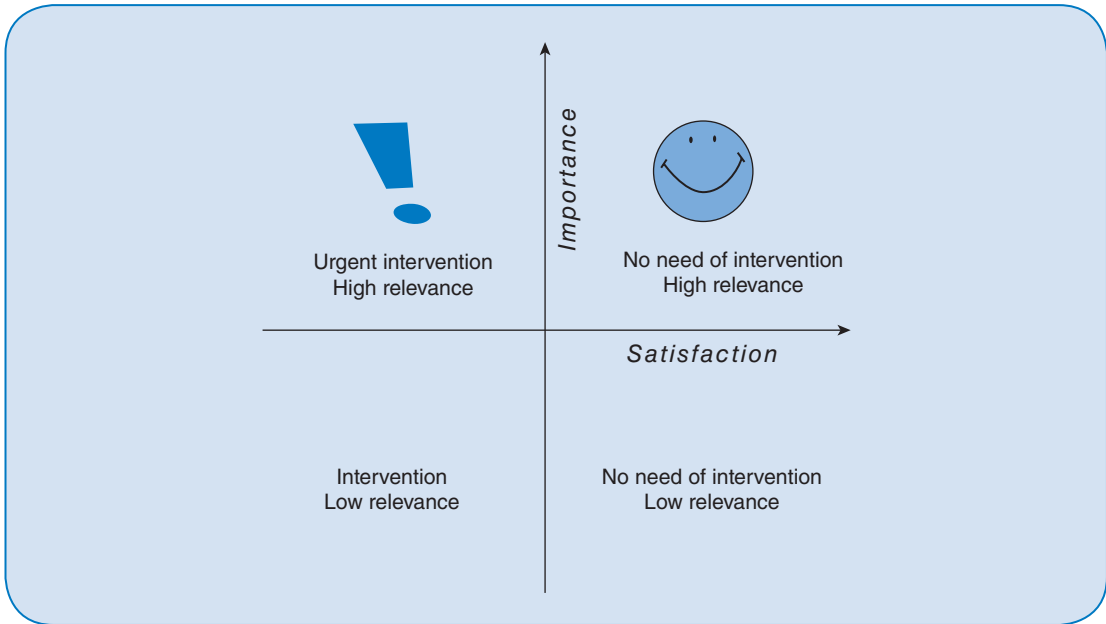 Importance
Urgent intervention
High relevance
No need of intervention
High relevance
Satisfaction
Intervention
Low relevance
No need of intervention
Low relevance